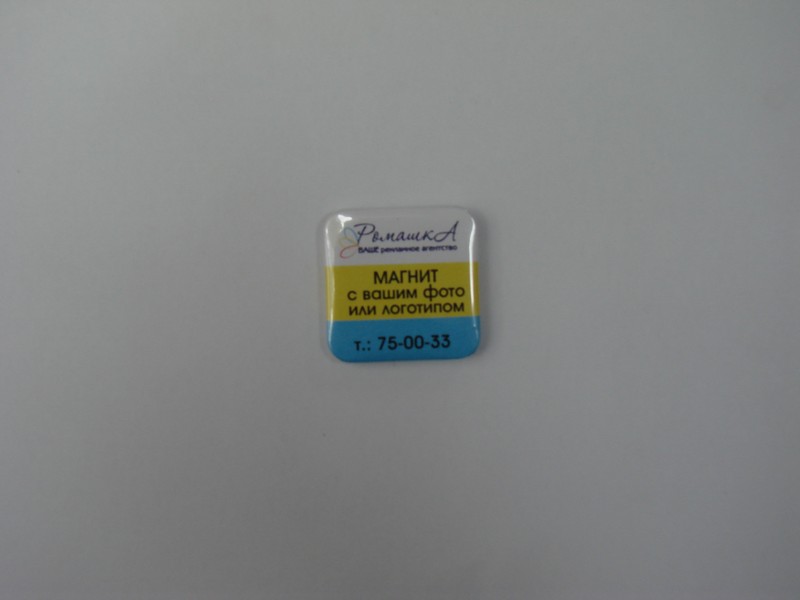 РомашкА
ВАШЕ рекламное агентство
МАГНИТ
с вашим фото
или логотипом
т.: 75-00-33